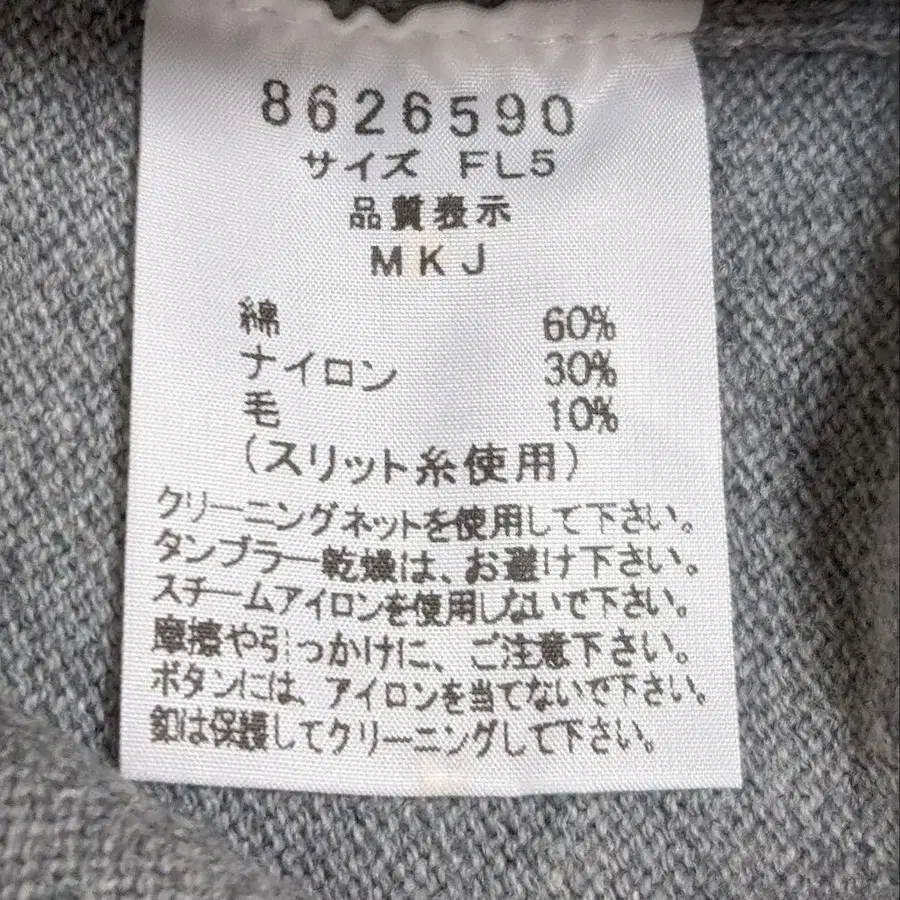 8626590
サイズ FL5
品質表示
MKJ
綿 60%
ナイロン 30%
毛 10%
(スリット糸使用)
クリーニングネットを使用して下さい。
タンブラー乾燥は、お避け下さい。
スチームアイロンを使用しないで下さい。
摩擦や引っかけに、ご注意下さい。
ボタンには、アイロンを当てないで下さい。
釦は保護してクリーニングして下さい。